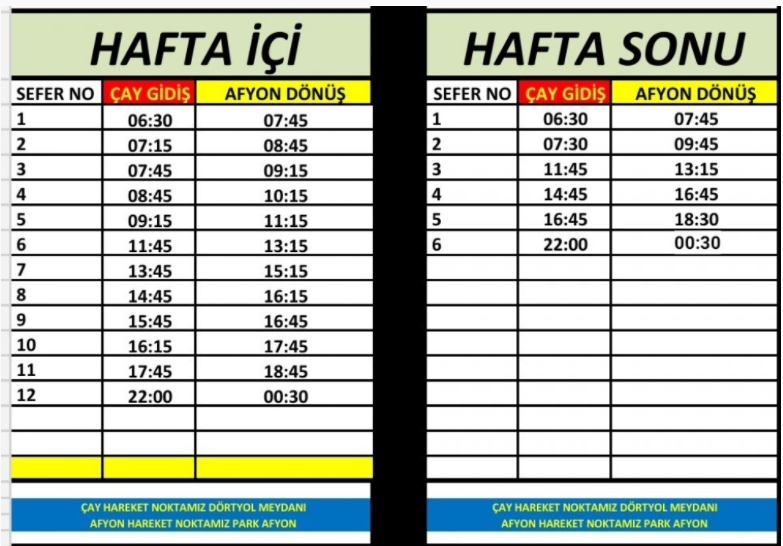 HAFTA İÇİ
SEFER NO ÇAY GİDİŞ AFYON DÖNÜŞ
1 06:30 07:45
2 07:15 08:45
3 07:45 09:15
4 08:45 10:15
5 09:15 11:15
6 11:45 13:15
7 13:45 15:15
8 14:45 16:15
9 15:45 16:45
10 16:15 17:45
11 17:45 18:45
12 22:00 00:30
ÇAY HAREKET NOKTAMIZ DÖRTYOL MEYDANI
AFYON HAREKET NOKTAMIZ PARK AFYON
HAFTA SONU
SEFER NO ÇAY GİDİŞ AFYON DÖNÜŞ
1 06:30 07:45
2 07:30 09:45
3 11:45 13:15
4 14:45 16:45
5 16:45 18:30
6 22:00 00:30
ÇAY HAREKET NOKTAMIZ DÖRTYOL MEYDANI
AFYON HAREKET NOKTAMIZ PARK AFYON